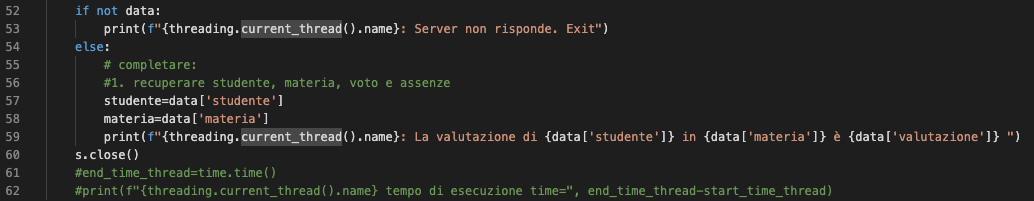 52 if not data:
53 print(f"{threading.current_thread().name}: Server non risponde. Exit")
54 else:
55 # completare:
56 #1. recuperare studente, materia, voto e assenze
57 studente=data['studente']
58 materia=data['materia']
59 print(f"{threading.current_thread().name}: La valutazione di {data['studente']} in {data['materia']} è {data['valutazione']} ")
60 s.close()
61 #end_time_thread=time.time()
62 #print(f"{threading.current_thread().name} tempo di esecuzione time=", end_time_thread-start_time_thread)